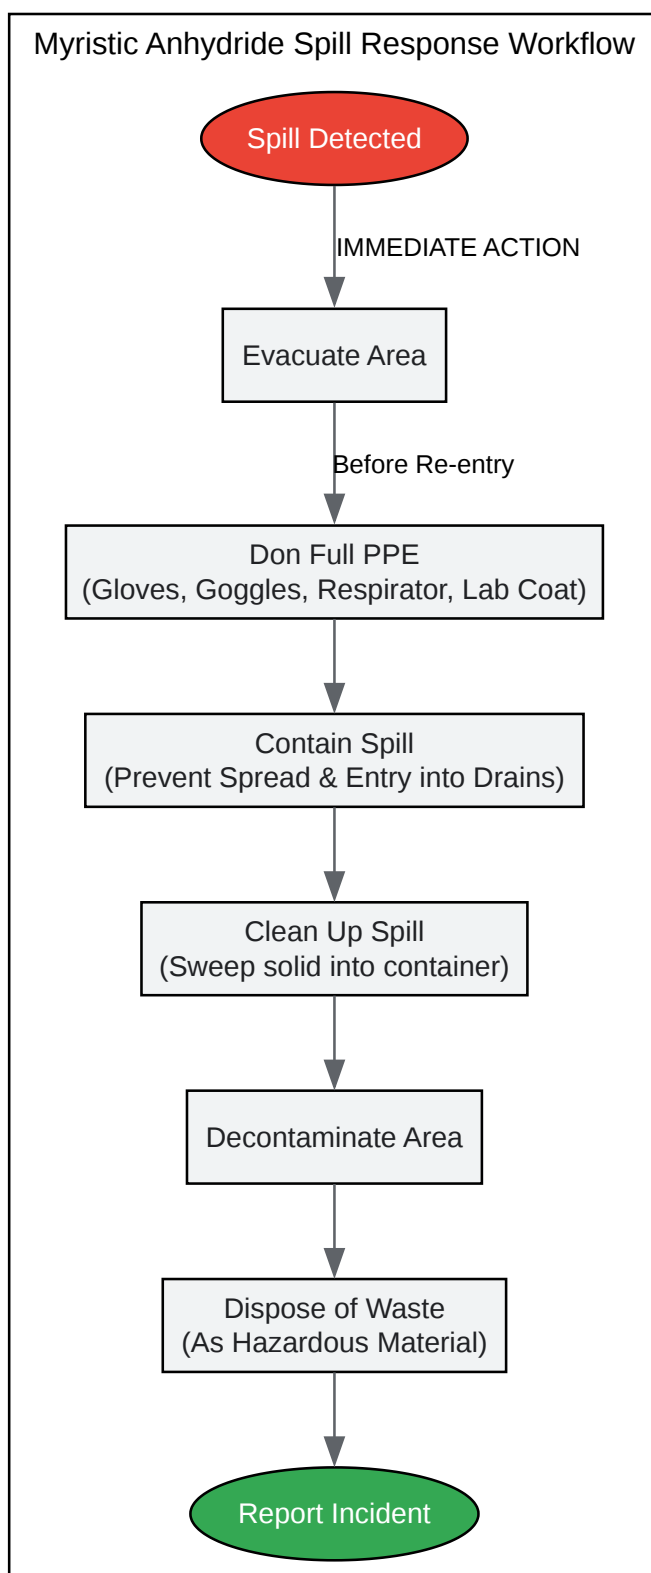 Myristic Anhydride Spill Response Workflow
Spill Detected
IMMEDIATE ACTION
Evacuate Area
Before Re-entry
Don Full PPE
(Gloves, Goggles, Respirator, Lab Coat)
Contain Spill
(Prevent Spread & Entry into Drains)
Clean Up Spill
(Sweep solid into container)
Decontaminate Area
Dispose of Waste
(As Hazardous Material)
Report Incident